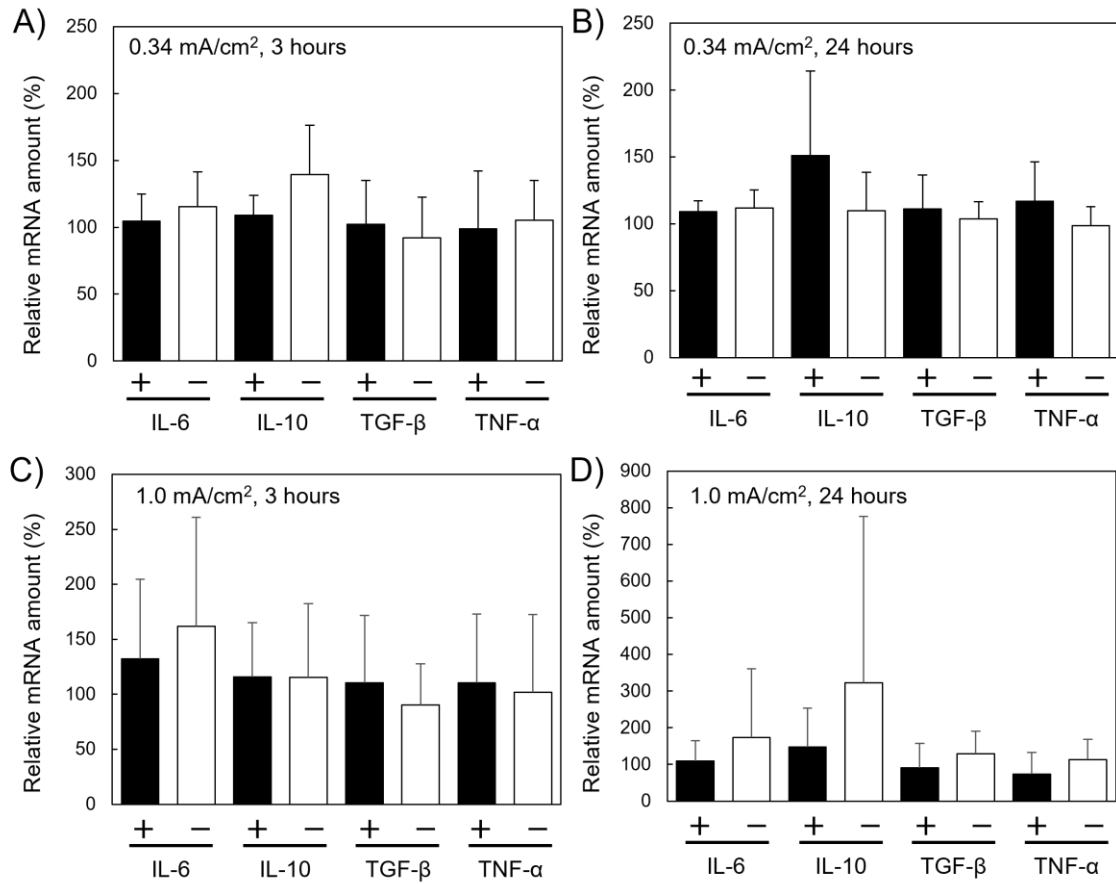 A)
0.34 mA/cm², 3 hours
Relative mRNA amount (%)
250
200
150
100
50
0
+ − + − + − + −
IL-6 IL-10 TGF-β TNF-α
B)
0.34 mA/cm², 24 hours
Relative mRNA amount (%)
250
200
150
100
50
0
+ − + − + − + −
IL-6 IL-10 TGF-β TNF-α
C)
1.0 mA/cm², 3 hours
Relative mRNA amount (%)
300
250
200
150
100
50
0
+ − + − + − + −
IL-6 IL-10 TGF-β TNF-α
D)
1.0 mA/cm², 24 hours
Relative mRNA amount (%)
900
800
700
600
500
400
300
200
100
0
+ − + − + − + −
IL-6 IL-10 TGF-β TNF-α